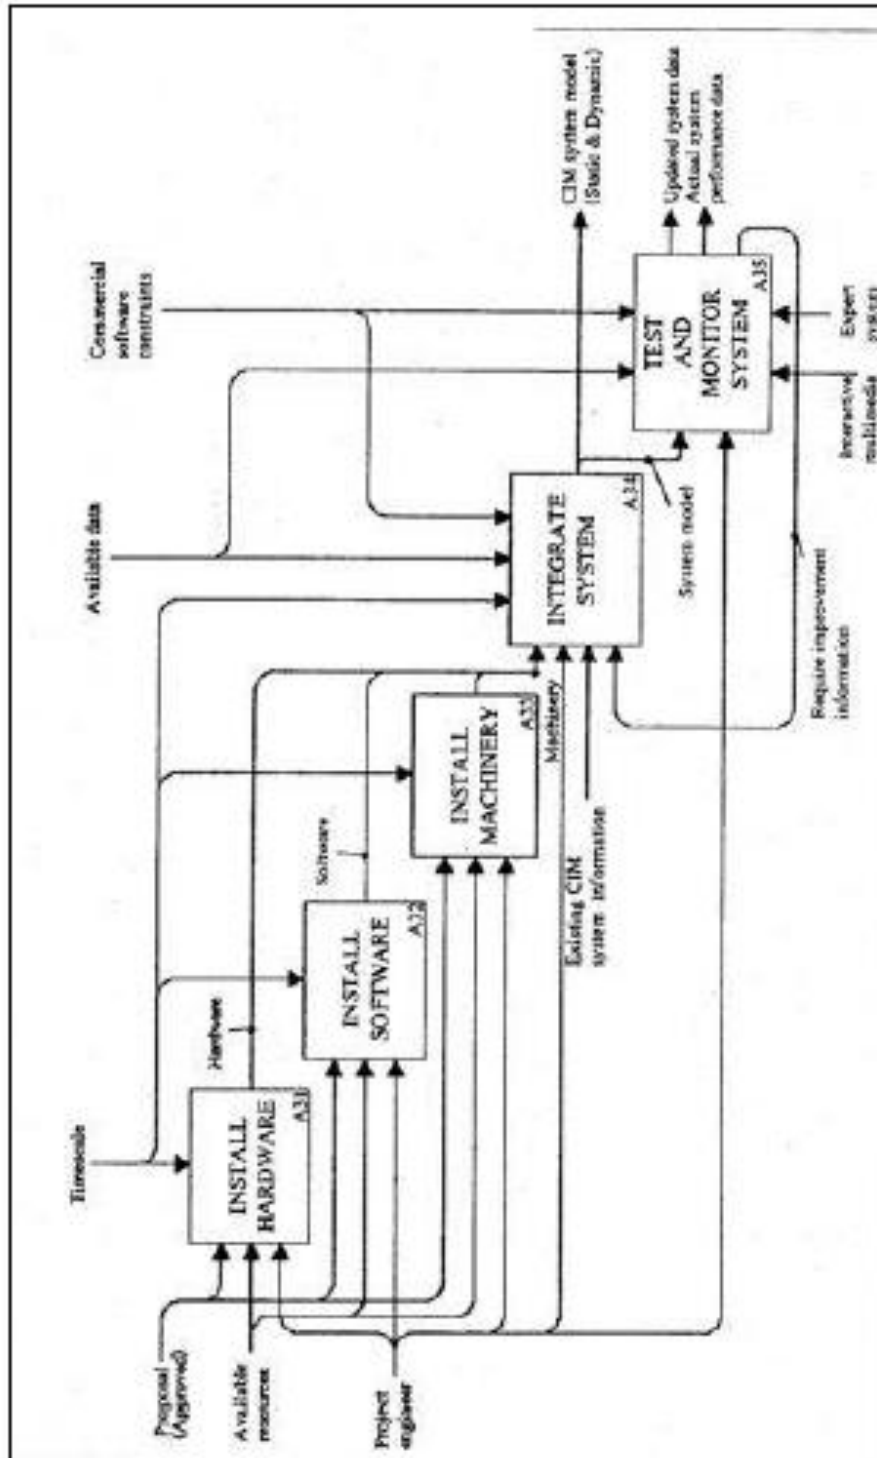 Timescale
Available data
Commercial
software
constraints
Proposal
(Approved)
Available
resources
Project
engineer
INSTALL
HARDWARE
A31
Hardware
INSTALL
SOFTWARE
A32
Software
INSTALL
MACHINERY
A33
Machinery
Existing CIM
system information
INTEGRATE
SYSTEM
A34
System model
TEST
AND
MONITOR
SYSTEM
A35
CIM system model
(Static & Dynamic)
Updated system data
Actual system
performance data
Require improvement
information
Interactive
multimedia
Expert
system